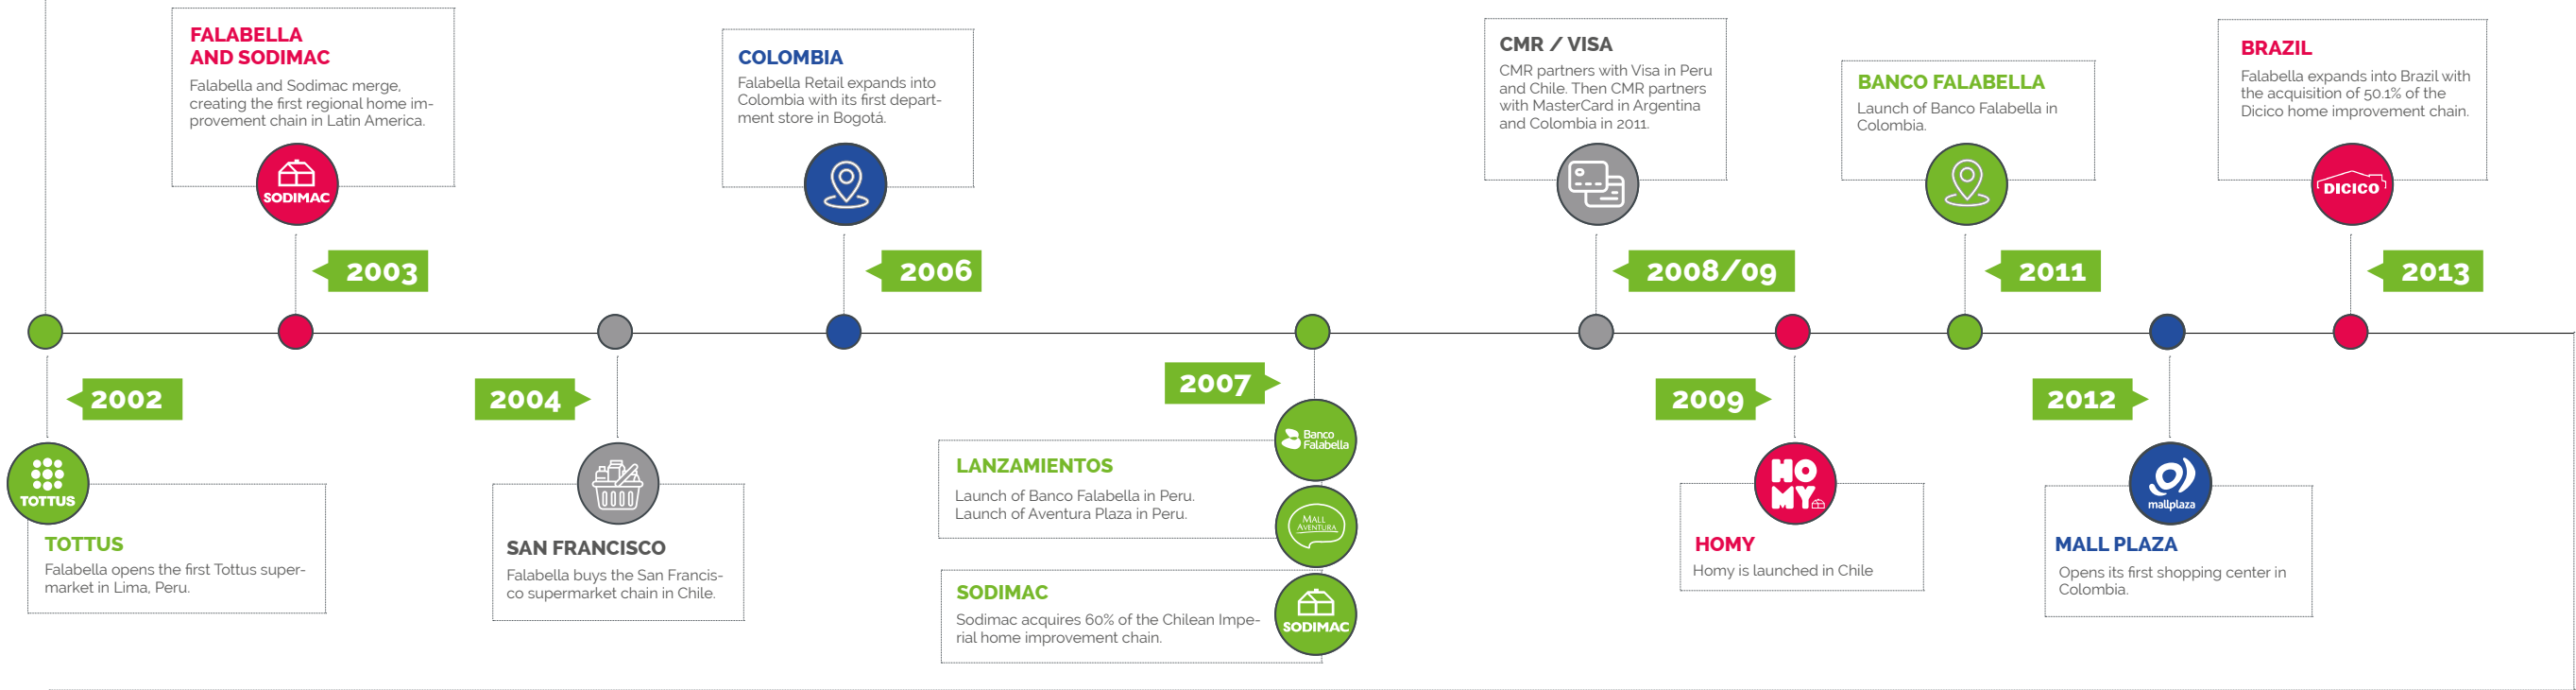 FALABELLA
AND SODIMAC
Falabella and Sodimac merge,
creating the first regional home im-
provement chain in Latin America.
SODIMAC
2003
COLOMBIA
Falabella Retail expands into
Colombia with its first depart-
ment store in Bogotá.
2006
CMR / VISA
CMR partners with Visa in Peru
and Chile. Then CMR partners
with MasterCard in Argentina
and Colombia in 2011.
2008/09
BANCO FALABELLA
Launch of Banco Falabella in
Colombia.
2011
BRAZIL
Falabella expands into Brazil with
the acquisition of 50.1% of the
Dicico home improvement chain.
DICICO
2013
2002
TOTTUS
TOTTUS
Falabella opens the first Tottus super-
market in Lima, Peru.
2004
SAN FRANCISCO
Falabella buys the San Francis-
co supermarket chain in Chile.
2007
Banco
Falabella
LANZAMIENTOS
Launch of Banco Falabella in Peru.
Launch of Aventura Plaza in Peru.
MALL
AVENTURA
SODIMAC
Sodimac acquires 60% of the Chilean Impe-
rial home improvement chain.
SODIMAC
2009
HO
MY
HOMY
Homy is launched in Chile
2012
mallplaza
MALL PLAZA
Opens its first shopping center in
Colombia.